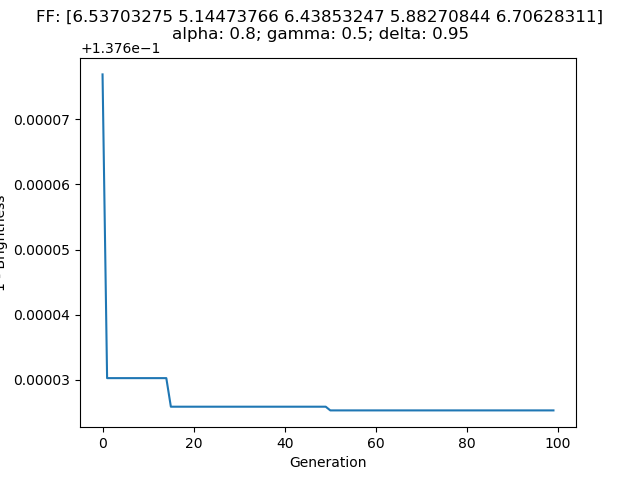 FF: [6.53703275 5.14473766 6.43853247 5.88270844 6.70628311]
alpha: 0.8; gamma: 0.5; delta: 0.95
+1.376e−1
0.00007
0.00006
0.00005
0.00004
0.00003
1 - Brightness
0 20 40 60 80 100
Generation